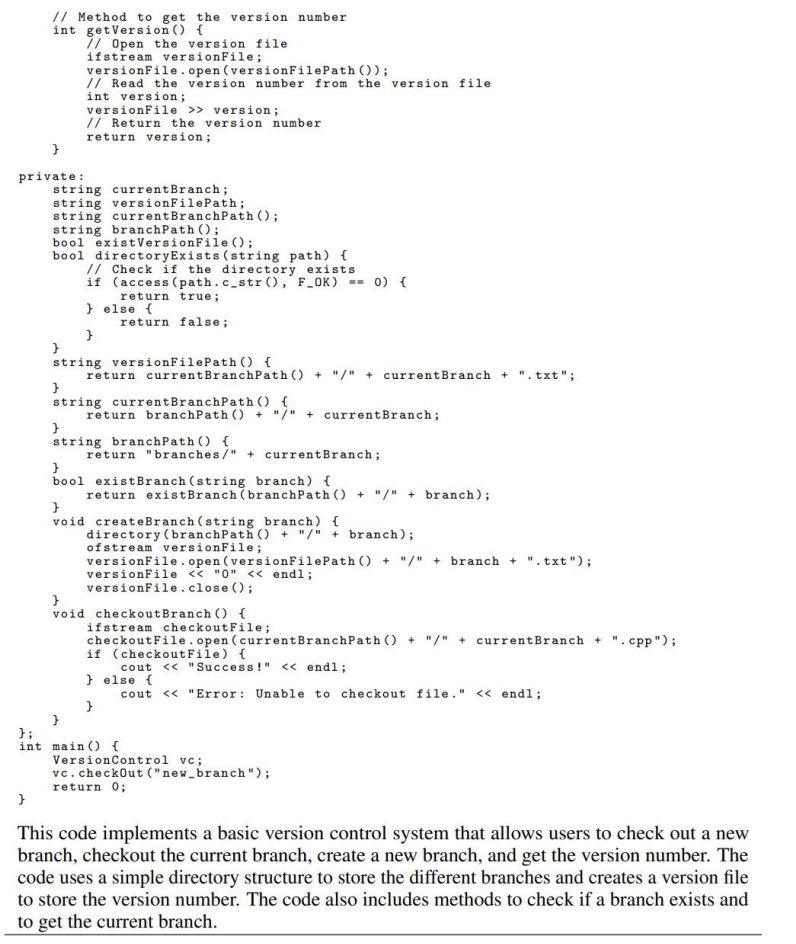 // Method to get the version number
int getVersion() {
// Open the version file
ifstream versionFile;
versionFile.open(versionFilePath());
// Read the version number from the version file
int version;
versionFile >> version;
// Return the version number
return version;
}
private:
string currentBranch;
string versionFilePath;
string currentBranchPath();
string branchPath();
bool existVersionFile();
bool directoryExists(string path) {
// Check if the directory exists
if (access(path.c_str(), F_OK) == 0) {
return true;
} else {
return false;
}
}
string versionFilePath() {
return currentBranchPath() + "/" + currentBranch + ".txt";
}
string currentBranchPath() {
return branchPath() + "/" + currentBranch;
}
string branchPath() {
return "branches/" + currentBranch;
}
bool existBranch(string branch) {
return existBranch(branchPath() + "/" + branch);
}
void createBranch(string branch) {
directory(branchPath() + "/" + branch);
ofstream versionFile;
versionFile.open(versionFilePath() + "/" + branch + ".txt");
versionFile << "0" << endl;
versionFile.close();
}
void checkoutBranch() {
ifstream checkoutFile;
checkoutFile.open(currentBranchPath() + "/" + currentBranch + ".cpp");
if (checkoutFile) {
cout << "Success!" << endl;
} else {
cout << "Error: Unable to checkout file." << endl;
}
}
};
int main() {
VersionControl vc;
vc.checkOut("new_branch");
return 0;
}
This code implements a basic version control system that allows users to check out a new
branch, checkout the current branch, create a new branch, and get the version number. The
code uses a simple directory structure to store the different branches and creates a version file
to store the version number. The code also includes methods to check if a branch exists and
to get the current branch.